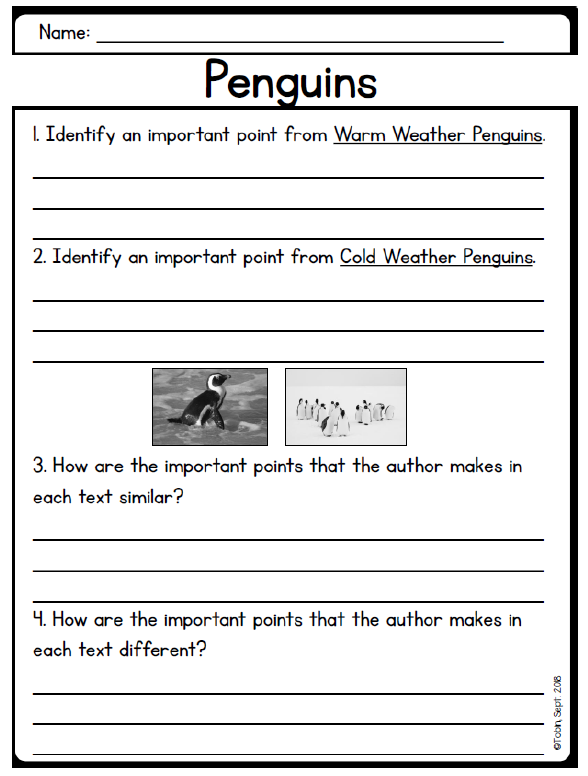 Name:
Penguins
1. Identify an important point from Warm Weather Penguins.
2. Identify an important point from Cold Weather Penguins.
3. How are the important points that the author makes in
each text similar?
4. How are the important points that the author makes in
each text different?
©Tobin, Sept. 2018